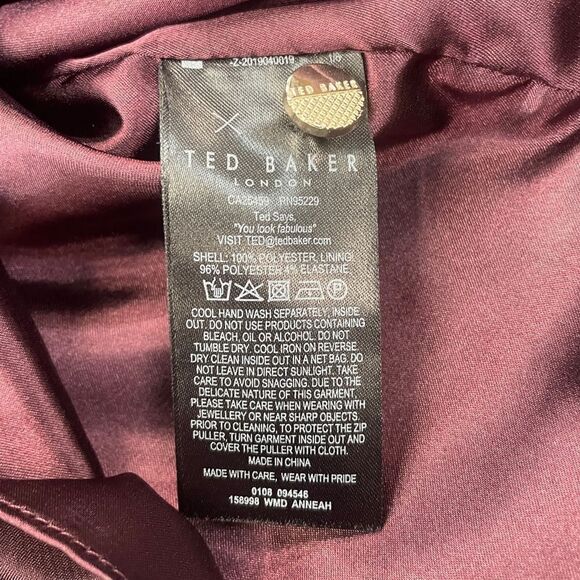 -Z-2019040019
TED BAKER
TED BAKER
LONDON
CA25459 RN95229
Ted Says,
"You look fabulous"
VISIT TED@tedbaker.com
SHELL: 100% POLYESTER, LINING:
96% POLYESTER 4% ELASTANE
COOL HAND WASH SEPARATELY, INSIDE
OUT. DO NOT USE PRODUCTS CONTAINING
BLEACH, OIL OR ALCOHOL. DO NOT
TUMBLE DRY. COOL IRON ON REVERSE.
DRY CLEAN INSIDE OUT IN A NET BAG. DO
NOT LEAVE IN DIRECT SUNLIGHT. TAKE
CARE TO AVOID SNAGGING. DUE TO THE
DELICATE NATURE OF THIS GARMENT,
PLEASE TAKE CARE WHEN WEARING WITH
JEWELLERY OR NEAR SHARP OBJECTS.
PRIOR TO CLEANING, TO PROTECT THE ZIP
PULLER, TURN GARMENT INSIDE OUT AND
COVER THE PULLER WITH CLOTH.
MADE IN CHINA
MADE WITH CARE, WEAR WITH PRIDE
0108 094546
158998 WMD ANNEAH